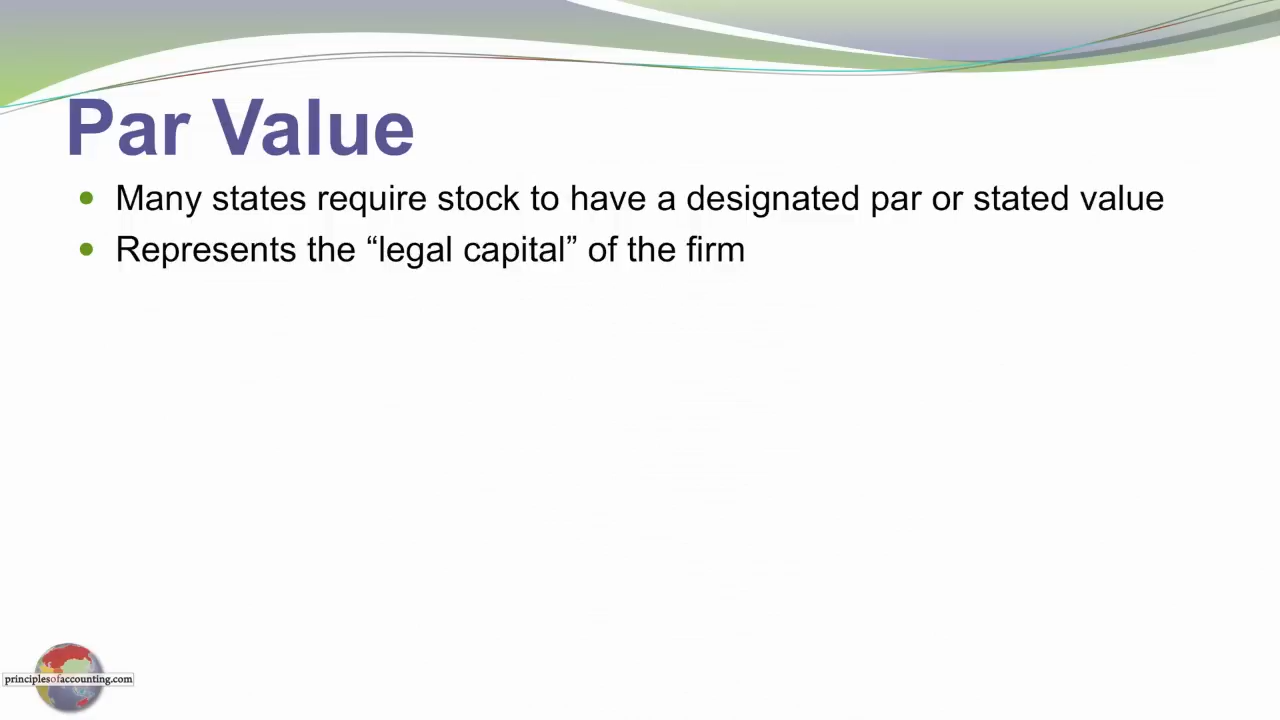 Par Value
Many states require stock to have a designated par or stated value
Represents the “legal capital” of the firm
principlesofaccounting.com